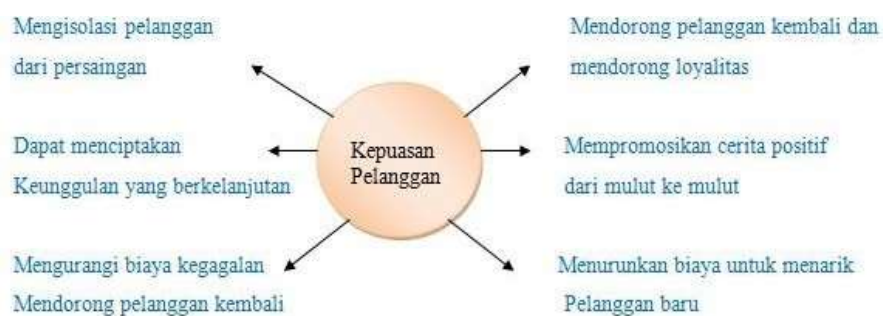 Mengisolasi pelanggan
dari persaingan
Dapat menciptakan
Keunggulan yang berkelanjutan
Mengurangi biaya kegagalan
Mendorong pelanggan kembali
Kepuasan
Pelanggan
Mendorong pelanggan kembali dan
mendorong loyalitas
Mempromosikan cerita positif
dari mulut ke mulut
Menurunkan biaya untuk menarik
Pelanggan baru